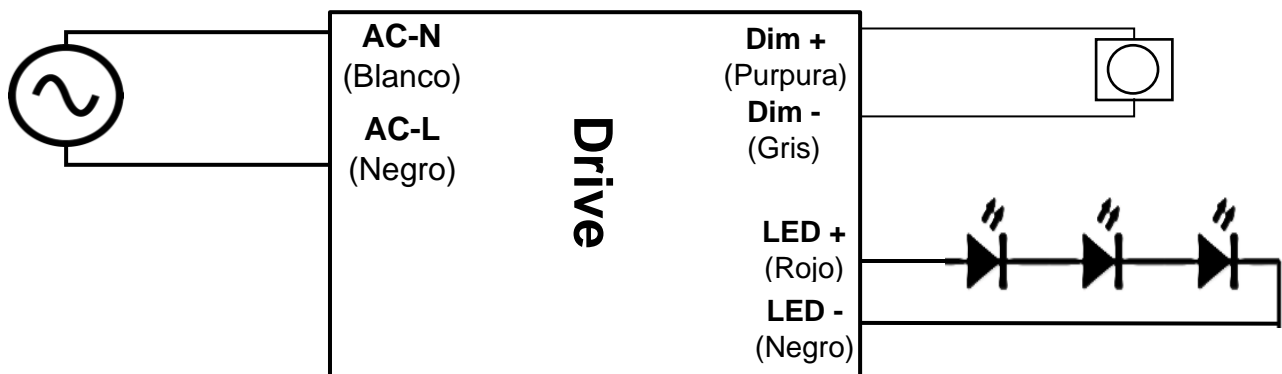 AC-N
(Blanco)
AC-L
(Negro)
Drive
Dim +
(Purpura)
Dim -
(Gris)
LED +
(Rojo)
LED -
(Negro)